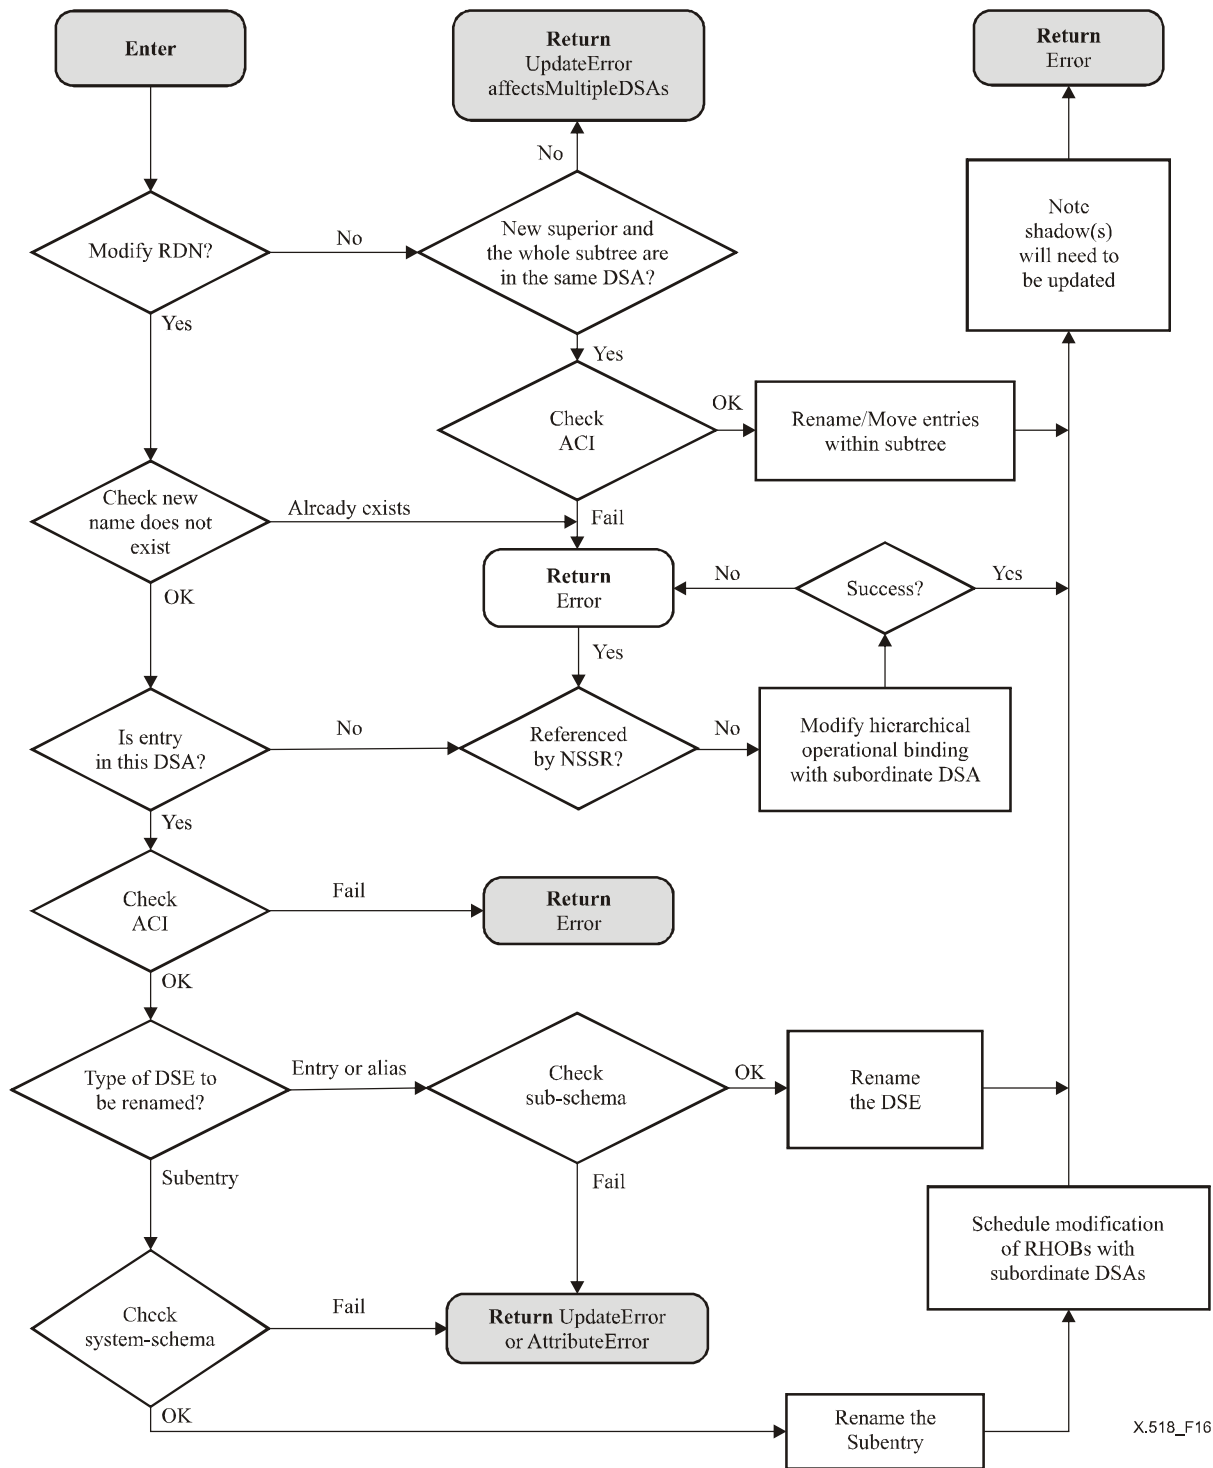 Enter
Return
UpdateError
affectsMultipleDSAs
Return
Error
No
Modify RDN?
No
New superior and
the whole subtree are
in the same DSA?
Note
shadow(s)
will need to
be updated
Yes
Yes
Check
ACI
OK
Rename/Move entries
within subtree
Check new
name does not
exist
Already exists
Fail
Return
Error
No
Success?
Yes
OK
Yes
Is entry
in this DSA?
No
Referenced
by NSSR?
No
Modify hierarchical
operational binding
with subordinate DSA
Yes
Check
ACI
Fail
Return
Error
OK
Type of DSE to
be renamed?
Entry or alias
Check
sub-schema
OK
Rename
the DSE
Subentry
Fail
Schedule modification
of RHOBs with
subordinate DSAs
Check
system-schema
Fail
Return UpdateError
or AttributeError
OK
Rename the
Subentry
X.518_F16